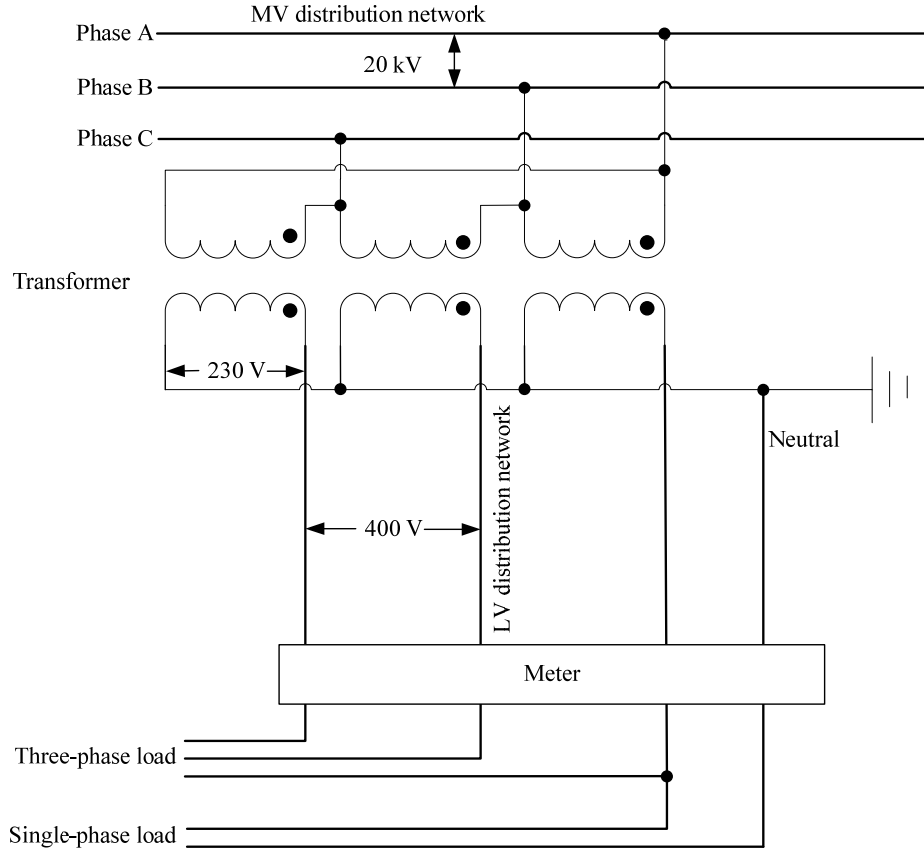 MV distribution network
Phase A
20 kV
Phase B
Phase C
Transformer
230 V
Neutral
400 V
LV distribution network
Meter
Three-phase load
Single-phase load